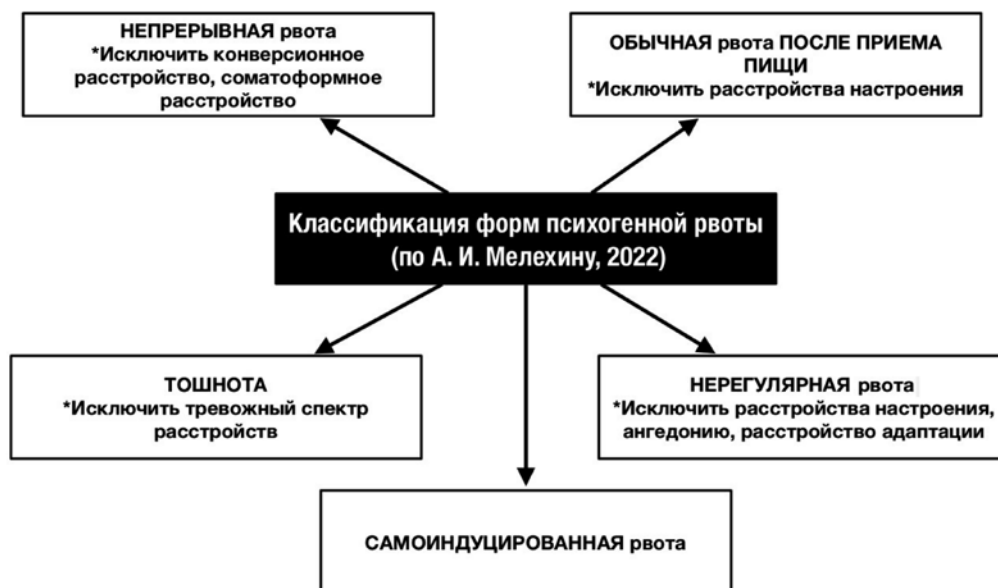 НЕПРЕРЫВНАЯ рвота
*Исключить конверсионное
расстройство, соматоформное
расстройство
ОБЫЧНАЯ рвота ПОСЛЕ ПРИЕМА
ПИЩИ
*Исключить расстройства настроения
Классификация форм психогенной рвоты
(по А. И. Мелехину, 2022)
ТОШНОТА
*Исключить тревожный спектр
расстройств
НЕРЕГУЛЯРНАЯ рвота
*Исключить расстройства настроения,
ангедонию, расстройство адаптации
САМОИНДУЦИРОВАННАЯ рвота